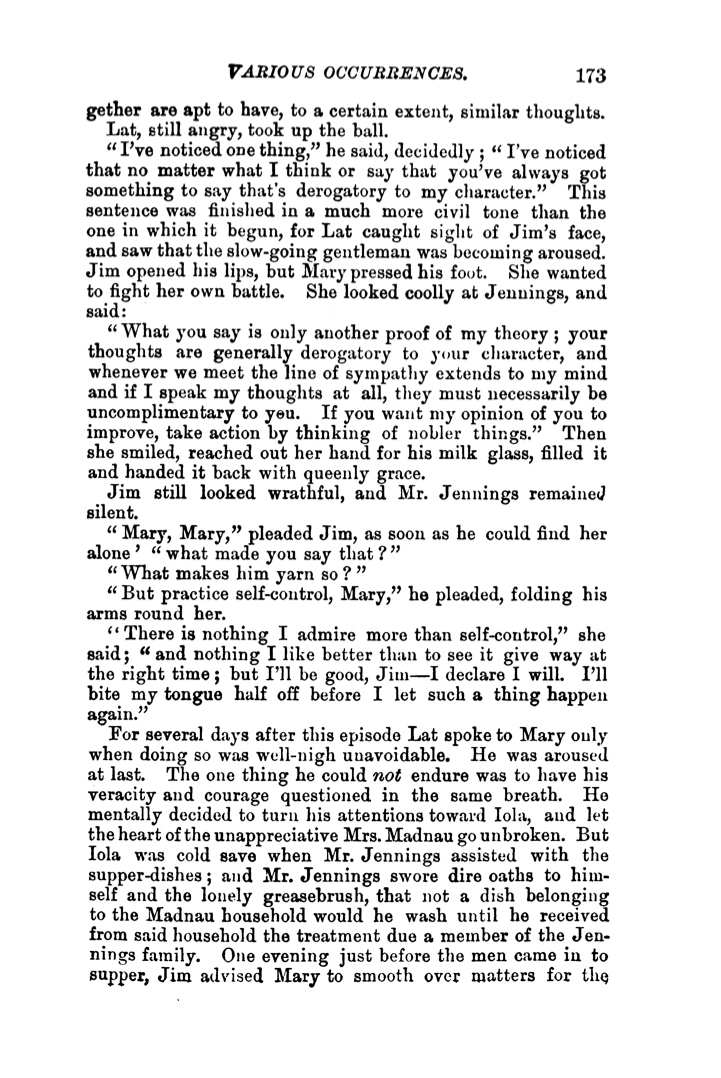 VARIOUS OCCURRENCES. 173
gether are apt to have, to a certain extent, similar thoughts.
Lat, still angry, took up the ball.
“I've noticed one thing,” he said, decidedly ; “ I've noticed
that no matter what I think or say that you've always got
something to say that's derogatory to my character.” This
sentence was finished in a much more civil tone than the
one in which it begun, for Lat caught sight of Jim's face,
and saw that the slow-going gentleman was becoming aroused.
Jim opened his lips, but Mary pressed his foot. She wanted
to fight her own battle. She looked coolly at Jennings, and
said:
“What you say is only another proof of my theory ; your
thoughts are generally derogatory to your character, and
whenever we meet the line of sympathy extends to my mind
and if I speak my thoughts at all, they must necessarily be
uncomplimentary to you. If you want my opinion of you to
improve, take action by thinking of nobler things.” Then
she smiled, reached out her hand for his milk glass, filled it
and handed it back with queenly grace.
Jim still looked wrathful, and Mr. Jennings remained
silent.
“ Mary, Mary,” pleaded Jim, as soon as he could find her
alone ’ “ what made you say that ? ”
“What makes him yarn so ? ”
“But practice self-control, Mary,” he pleaded, folding his
arms round her.
“There is nothing I admire more than self-control,” she
said; “ and nothing I like better than to see it give way at
the right time; but I'll be good, Jim—I declare I will. I'll
bite my tongue half off before I let such a thing happen
again.”
For several days after this episode Lat spoke to Mary only
when doing so was well-nigh unavoidable. He was aroused
at last. The one thing he could not endure was to have his
veracity and courage questioned in the same breath. He
mentally decided to turn his attentions toward Iola, and let
the heart of the unappreciative Mrs. Madnau go unbroken. But
Iola was cold save when Mr. Jennings assisted with the
supper-dishes; and Mr. Jennings swore dire oaths to him-
self and the lonely greasebrush, that not a dish belonging
to the Madnau household would he wash until he received
from said household the treatment due a member of the Jen-
nings family. One evening just before the men came in to
supper, Jim advised Mary to smooth over matters for the